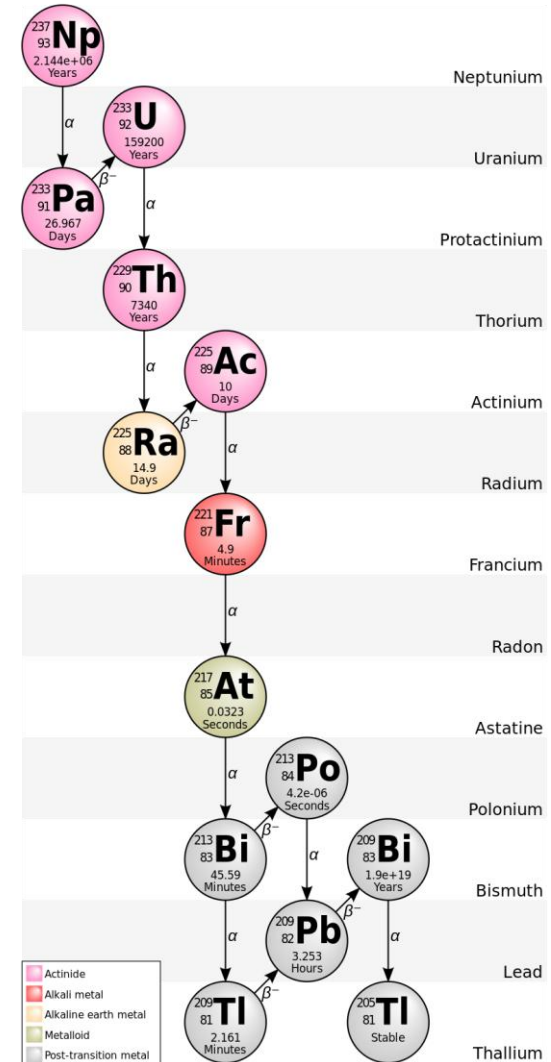 237
93
Np
2.144e+06
Years
Neptunium
α
233
92
U
159200
Years
Uranium
β−
233
91
Pa
26.967
Days
α
Protactinium
229
90
Th
7340
Years
Thorium
α
225
89
Ac
10
Days
Actinium
β−
225
88
Ra
14.9
Days
α
Radium
221
87
Fr
4.9
Minutes
Francium
α
Radon
217
85
At
0.0323
Seconds
Astatine
α
213
84
Po
4.2e-06
Seconds
Polonium
β−
213
83
Bi
45.59
Minutes
α
209
83
Bi
1.9e+19
Years
Bismuth
β−
α
209
82
Pb
3.253
Hours
α
Lead
β−
209
81
Tl
2.161
Minutes
205
81
Tl
Stable
Thallium
Actinide
Alkali metal
Alkaline earth metal
Metalloid
Post-transition metal